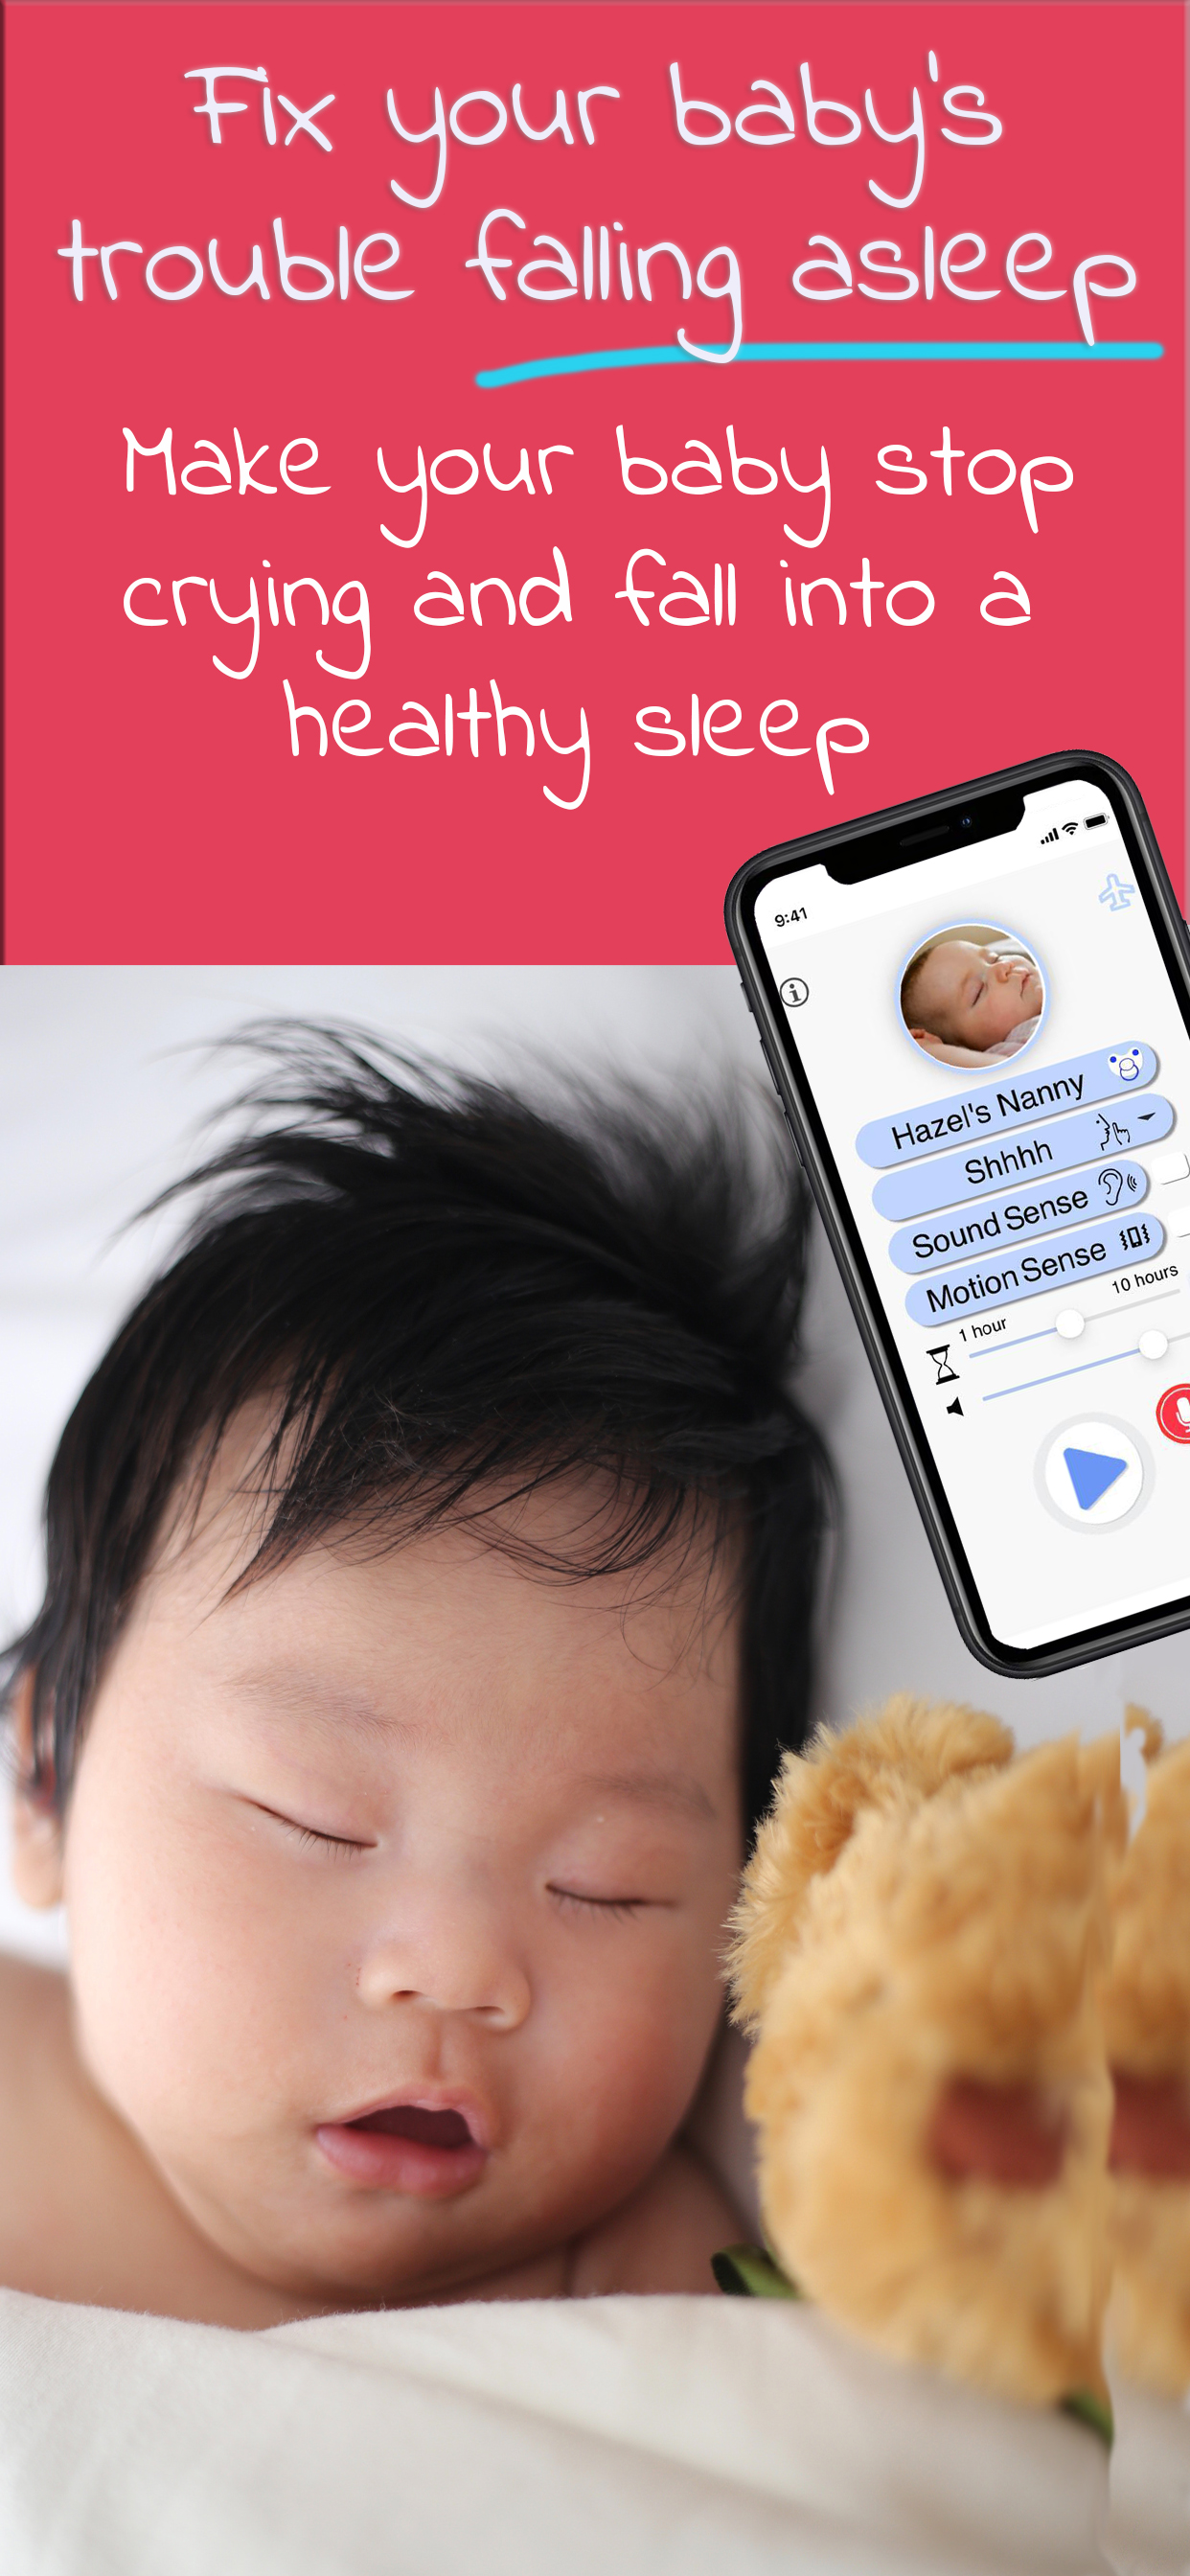 Fix your baby's
trouble falling asleep
Make your baby stop
crying and fall into a
healthy sleep
9:41
Hazel's Nanny
Shhhh
Sound Sense
Motion Sense
1 hour
10 hours